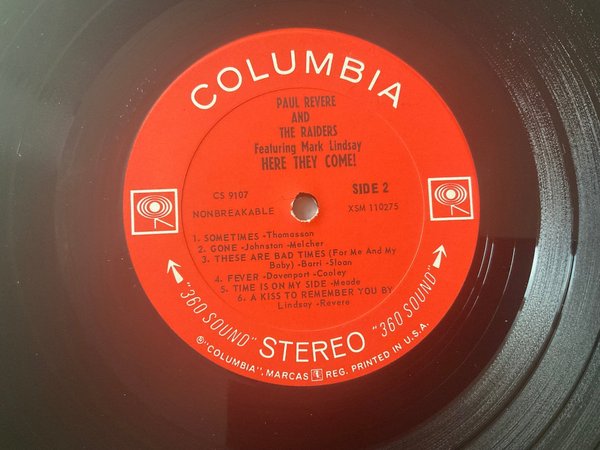 COLUMBIA
PAUL REVERE
AND
THE RAIDERS
Featuring Mark Lindsay
HERE THEY COME!
CS 9107
SIDE 2
NONBREAKABLE
XSM 110275
1. SOMETIMES -Thomasson
2. GONE -Johnston -Melcher
3. THESE ARE BAD TIMES (For Me And My
Baby) -Barri -Sloan
4. FEVER -Davenport -Cooley
5. TIME IS ON MY SIDE -Meade
6. A KISS TO REMEMBER YOU BY
Lindsay -Revere
"360 SOUND" STEREO "360 SOUND"
® "COLUMBIA", MARCAS REG. PRINTED IN U.S.A.